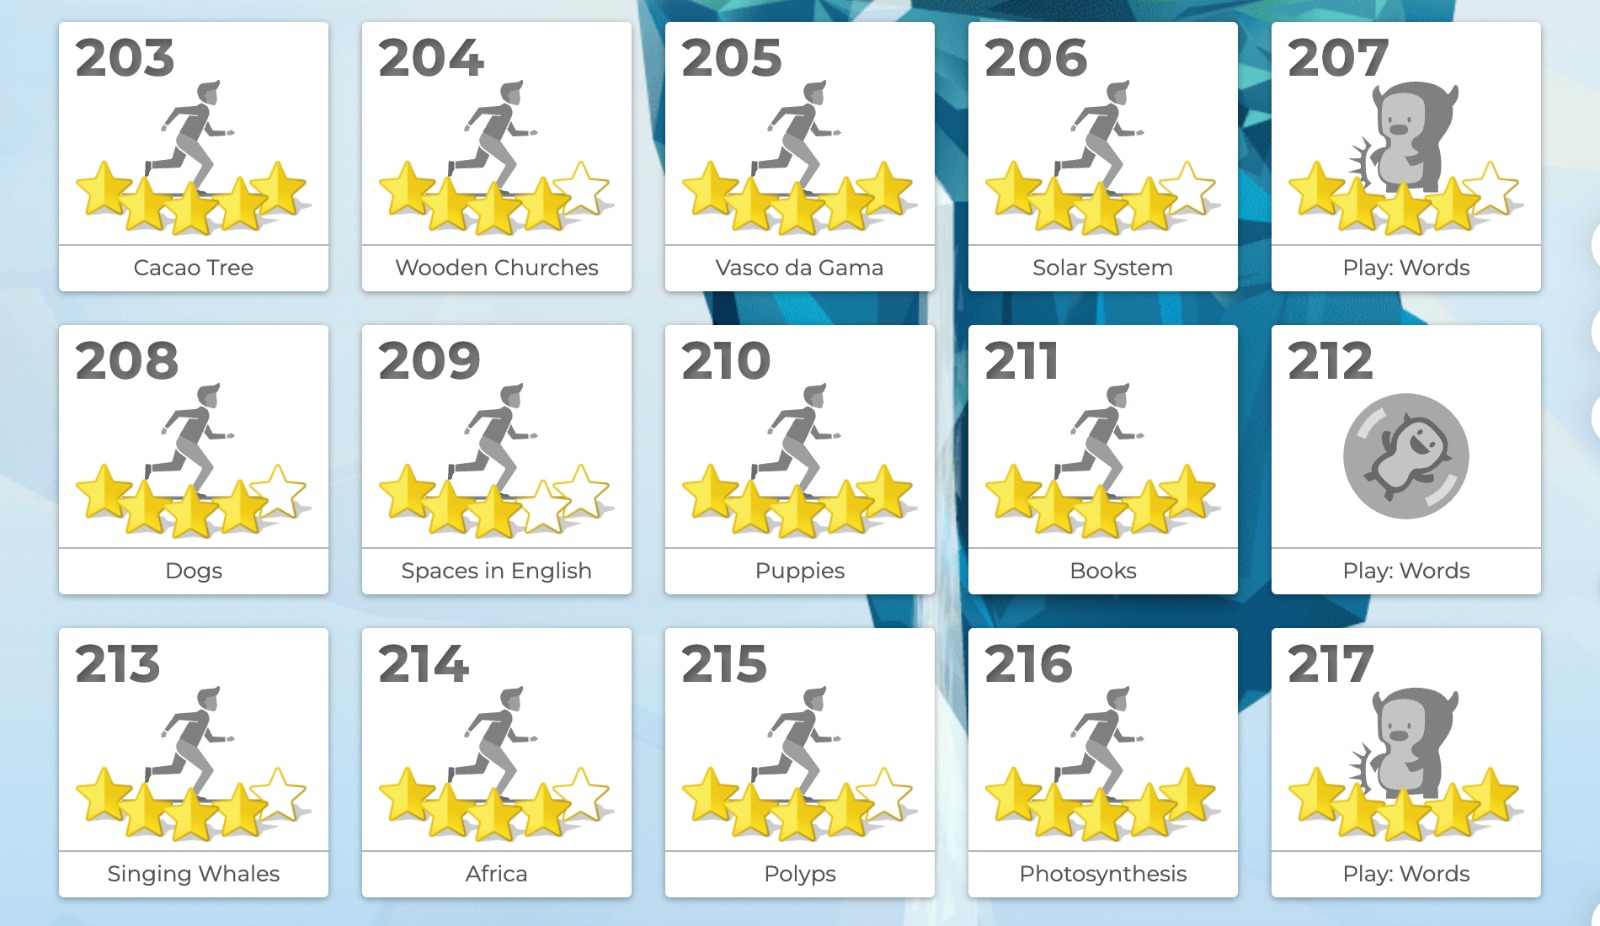 203
Cacao Tree
204
Wooden Churches
205
Vasco da Gama
206
Solar System
207
Play: Words
208
Dogs
209
Spaces in English
210
Puppies
211
Books
212
Play: Words
213
Singing Whales
214
Africa
215
Polyps
216
Photosynthesis
217
Play: Words